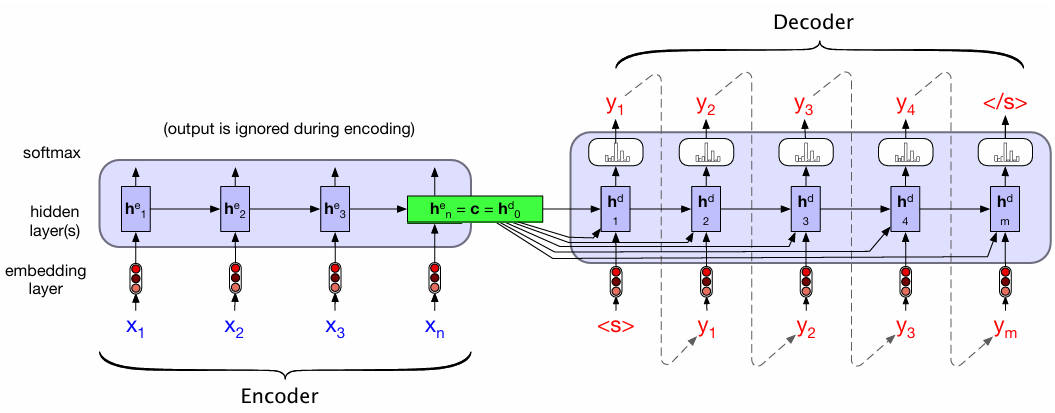 Decoder
y1 y2 y3 y4 </s>
(output is ignored during encoding)
softmax
hidden
layer(s)
he1 he2 he3 hen = c = hd0 hd1 hd2 hd3 hd4 hdm
embedding
layer
x1 x2 x3 xn <s> y1 y2 y3 ym
Encoder